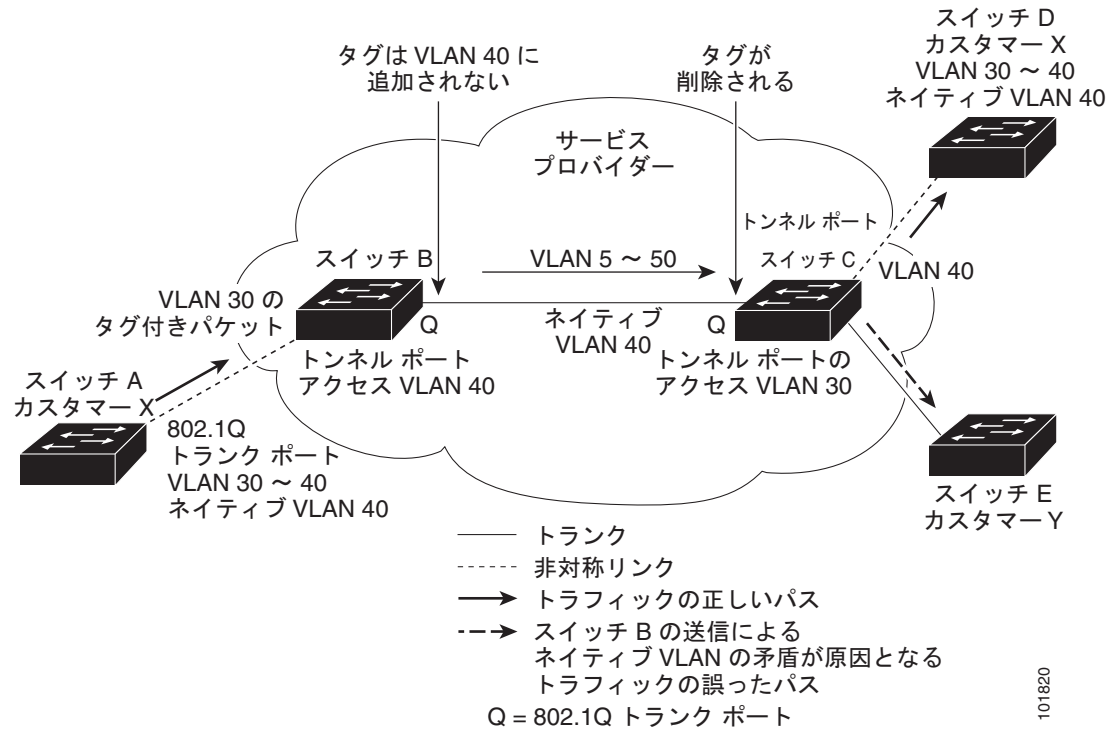 タグは VLAN 40 に
追加されない
タグが
削除される
スイッチ D
カスタマー X
VLAN 30 ～ 40
ネイティブ VLAN 40
サービス
プロバイダー
トンネル ポート
スイッチ B
VLAN 5 ～ 50
スイッチ C
VLAN 40
VLAN 30 の
タグ付きパケット
Q
ネイティブ
VLAN 40
Q
トンネル ポート
アクセス VLAN 40
トンネル ポートの
アクセス VLAN 30
スイッチ A
カスタマー X
802.1Q
トランク ポート
VLAN 30 ～ 40
ネイティブ VLAN 40
スイッチ E
カスタマー Y
トランク
非対称リンク
トラフィックの正しいパス
スイッチ B の送信による
ネイティブ VLAN の矛盾が原因となる
トラフィックの誤ったパス
Q = 802.1Q トランク ポート
101820